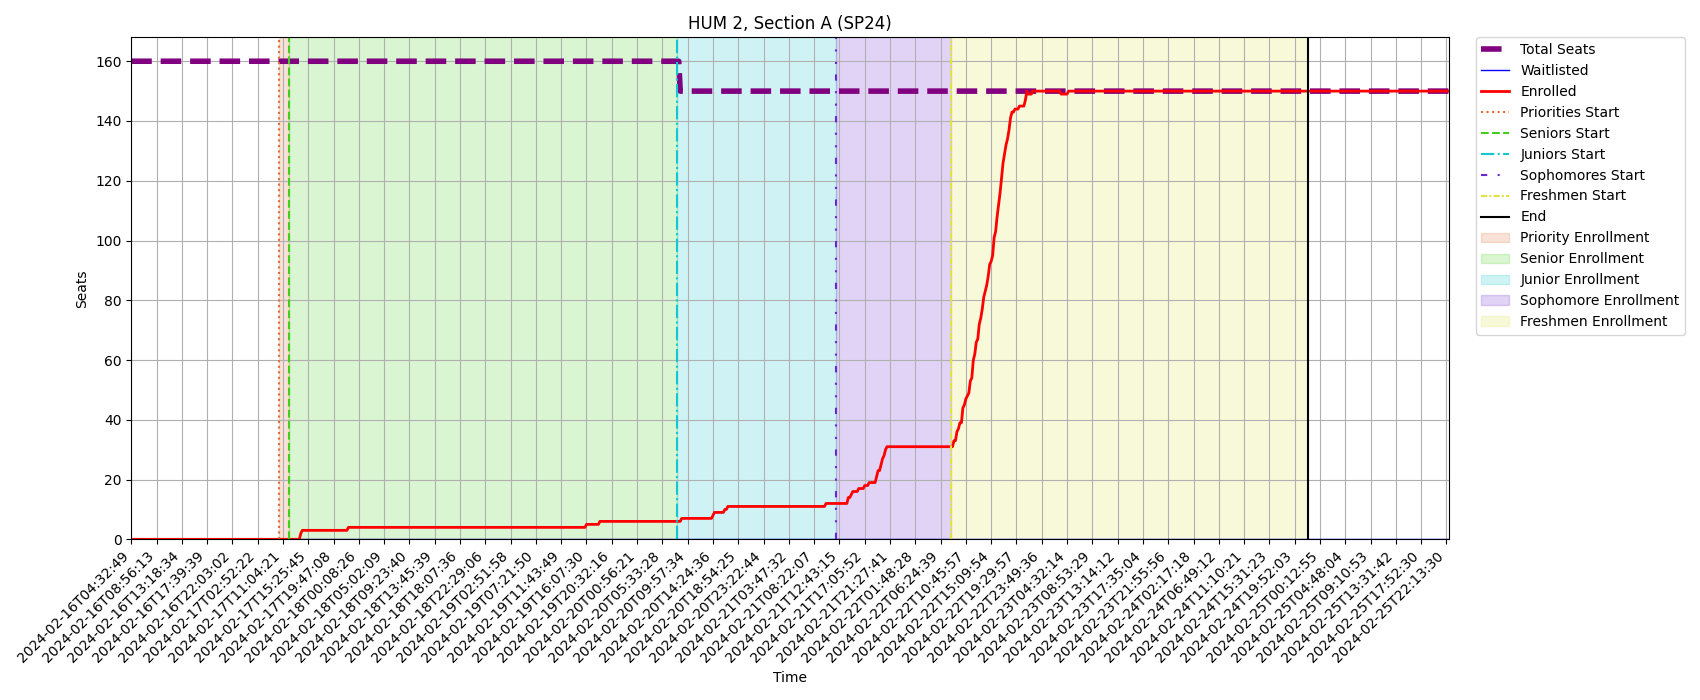 HUM 2, Section A (SP24)
Seats
160
140
120
100
80
60
40
20
0
2024-02-16T04:32:49
2024-02-16T08:56:13
2024-02-16T13:18:34
2024-02-16T17:39:39
2024-02-16T22:03:02
2024-02-17T02:52:22
2024-02-17T11:04:21
2024-02-17T15:25:45
2024-02-17T19:47:08
2024-02-18T00:08:26
2024-02-18T05:02:09
2024-02-18T09:23:40
2024-02-18T13:45:39
2024-02-18T18:07:36
2024-02-18T22:29:06
2024-02-19T02:51:58
2024-02-19T07:21:50
2024-02-19T11:43:49
2024-02-19T16:07:30
2024-02-19T20:32:16
2024-02-20T00:56:21
2024-02-20T05:33:28
2024-02-20T09:57:34
2024-02-20T14:24:36
2024-02-20T18:54:25
2024-02-20T23:22:44
2024-02-21T03:47:32
2024-02-21T08:22:07
2024-02-21T12:43:15
2024-02-21T17:05:52
2024-02-21T21:27:41
2024-02-22T01:48:28
2024-02-22T06:24:39
2024-02-22T10:45:57
2024-02-22T15:09:54
2024-02-22T19:29:57
2024-02-22T23:49:36
2024-02-23T04:32:14
2024-02-23T08:53:29
2024-02-23T13:14:12
2024-02-23T17:35:04
2024-02-23T21:55:56
2024-02-24T02:17:18
2024-02-24T06:49:12
2024-02-24T11:10:21
2024-02-24T15:31:23
2024-02-24T19:52:03
2024-02-25T00:12:55
2024-02-25T04:48:04
2024-02-25T09:10:53
2024-02-25T13:31:42
2024-02-25T17:52:30
2024-02-25T22:13:30
Time
Total Seats
Waitlisted
Enrolled
Priorities Start
Seniors Start
Juniors Start
Sophomores Start
Freshmen Start
End
Priority Enrollment
Senior Enrollment
Junior Enrollment
Sophomore Enrollment
Freshmen Enrollment